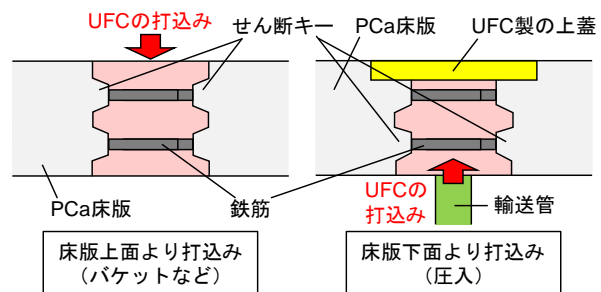 UFCの打込み
せん断キー
PCa床版
UFC製の上蓋
PCa床版
鉄筋
UFCの
打込み
輸送管
床版上面より打込み
(バケットなど)
床版下面より打込み
(圧入)